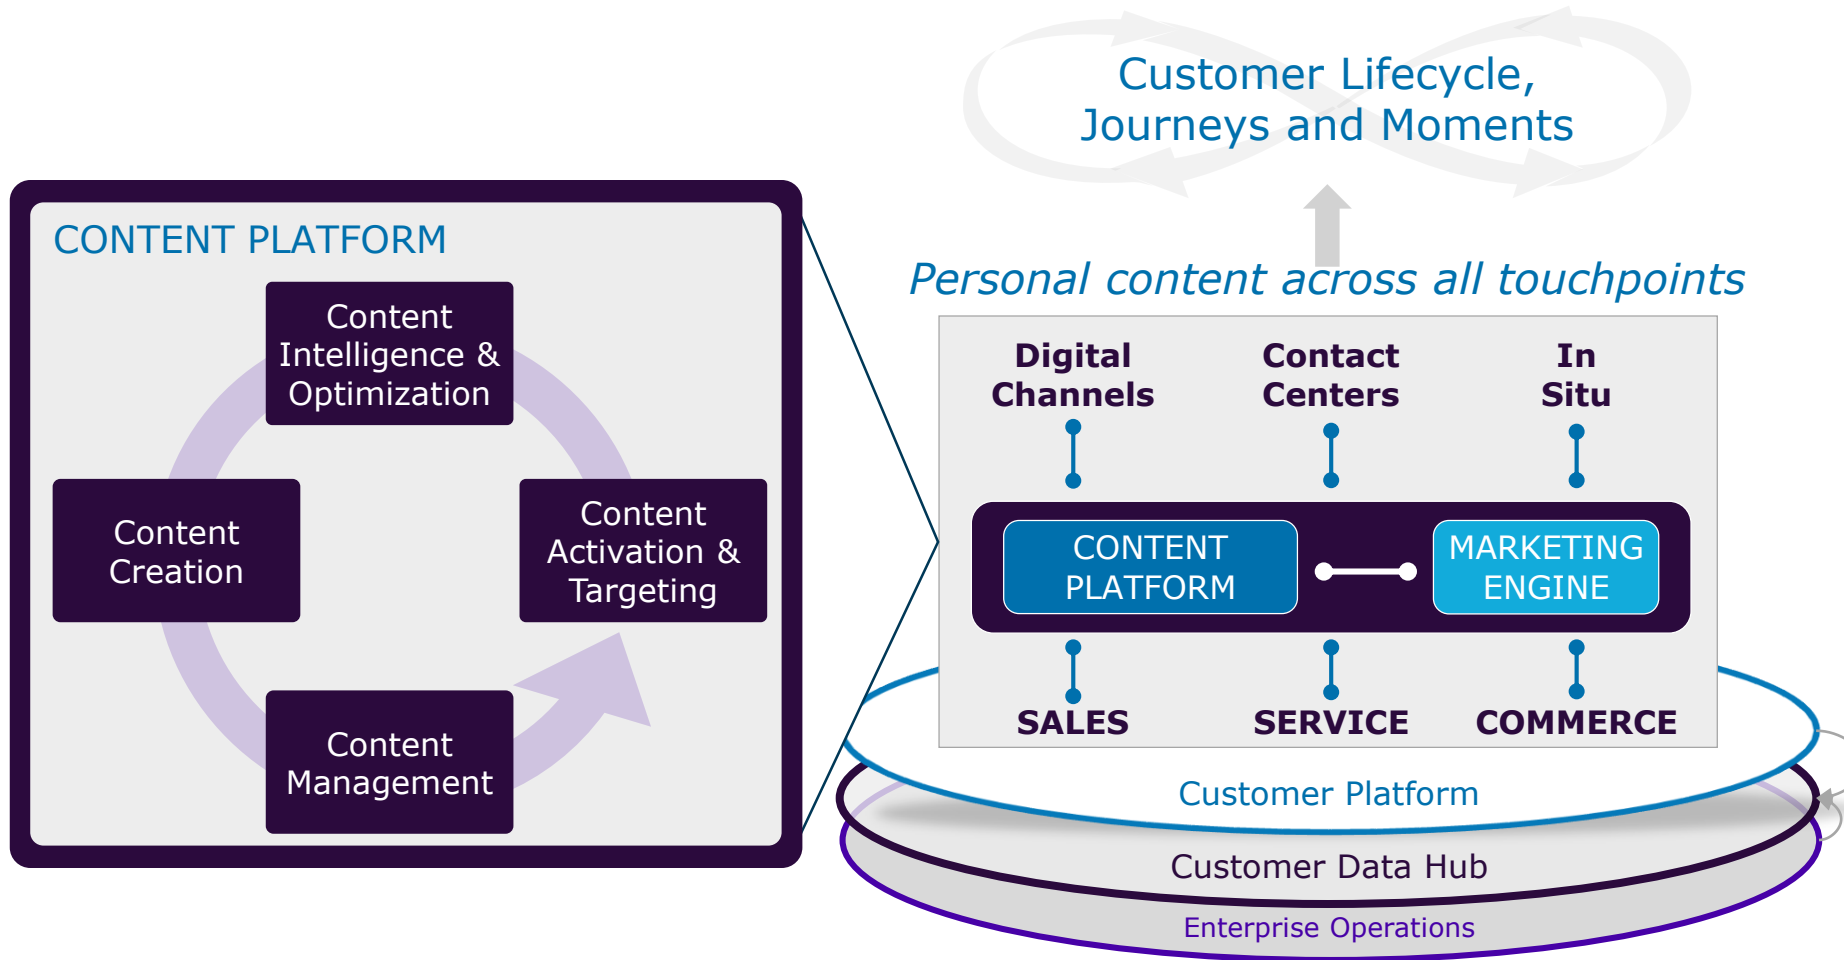 Customer Lifecycle,
Journeys and Moments
CONTENT PLATFORM
Content
Intelligence &
Optimization
Content
Creation
Content
Activation &
Targeting
Content
Management
Personal content across all touchpoints
Digital
Channels
Contact
Centers
In
Situ
CONTENT
PLATFORM
MARKETING
ENGINE
SALES
SERVICE
COMMERCE
Customer Platform
Customer Data Hub
Enterprise Operations